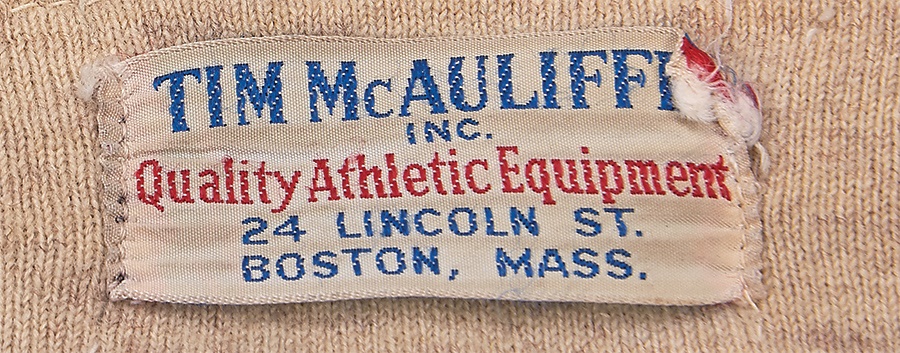 TIM McAULIFFE
INC.
Quality Athletic Equipment
24 LINCOLN ST.
BOSTON, MASS.